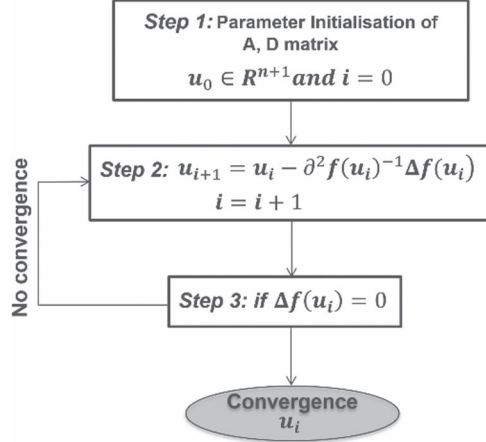 Step 1: Parameter Initialisation of
A, D matrix
u₀ ∈ Rⁿ⁺¹ and i = 0
Step 2: uᵢ₊₁ = uᵢ − ∂²f(uᵢ)⁻¹Δf(uᵢ)
i = i + 1
No convergence
Step 3: if Δf(uᵢ) = 0
Convergence
uᵢ